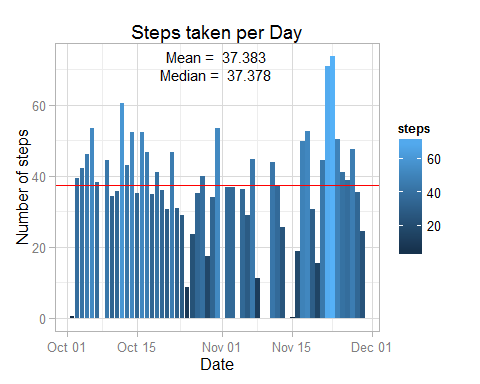 Steps taken per Day
Mean = 37.383
Median = 37.378
Number of steps
60
40
20
0
Oct 01
Oct 15
Nov 01
Nov 15
Dec 01
Date
steps
60
40
20